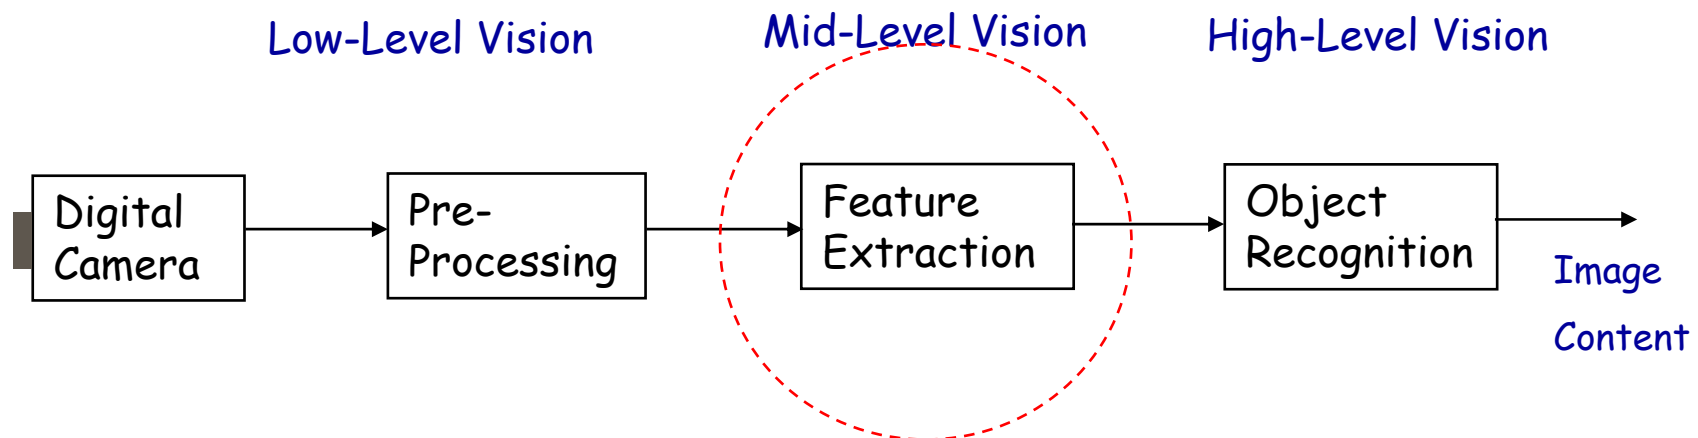 Low-Level Vision
Mid-Level Vision
High-Level Vision
Digital
Camera
Pre-
Processing
Feature
Extraction
Object
Recognition
Image
Content